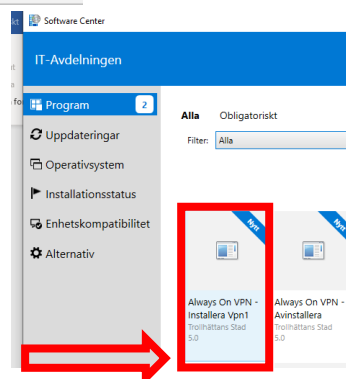 Software Center
IT-Avdelningen
Program 2
Uppdateringar
Operativsystem
Installationsstatus
Enhetskompatibilitet
Alternativ
Alla Obligatoriskt
Filter: Alla
Nytt
Always On VPN -
Installera Vpn1
Trollhättans Stad
5.0
Nytt
Always On VPN -
Avinstallera
Trollhättans Stad
5.0